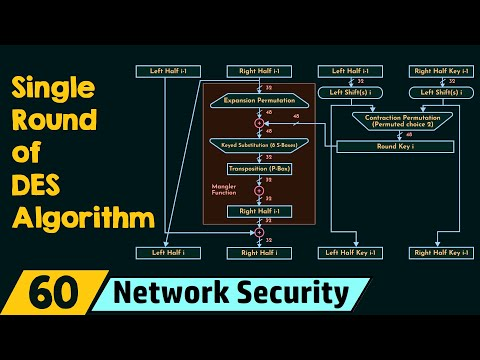 Single
Round
of
DES
Algorithm
Left Half i-1
Right Half i-1
Left Half i-1
Right Half Key i-1
32
32
32
32
Left Shift(s) i
Left Shift(s) i
Expansion Permutation
48
48
48
Contraction Permutation
(Permuted choice 2)
48
Keyed Substitution (8 S-Boxes)
Round Key i
32
Transposition (P-Box)
32
Mangler
Function
32
Right Half i-1
32
32
Left Half i
Right Half i
Left Half Key i-1
Right Half Key i-1
60
Network Security